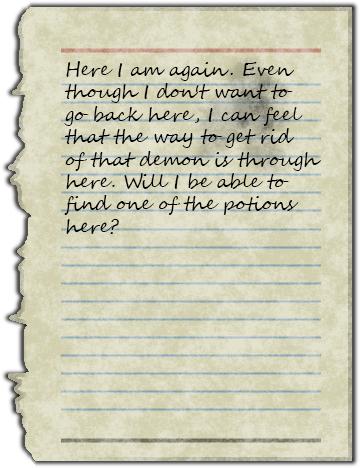 Here I am again. Even
though I don't want to
go back here, I can feel
that the way to get rid
of that demon is through
here. Will I be able to
find one of the potions
here?